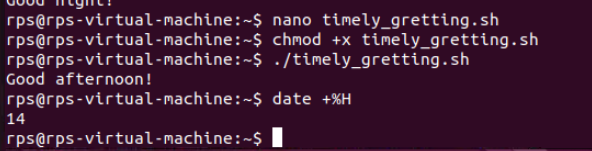 Good night!
rps@rps-virtual-machine:~$ nano timely_gretting.sh
rps@rps-virtual-machine:~$ chmod +x timely_gretting.sh
rps@rps-virtual-machine:~$ ./timely_gretting.sh
Good afternoon!
rps@rps-virtual-machine:~$ date +%H
14
rps@rps-virtual-machine:~$